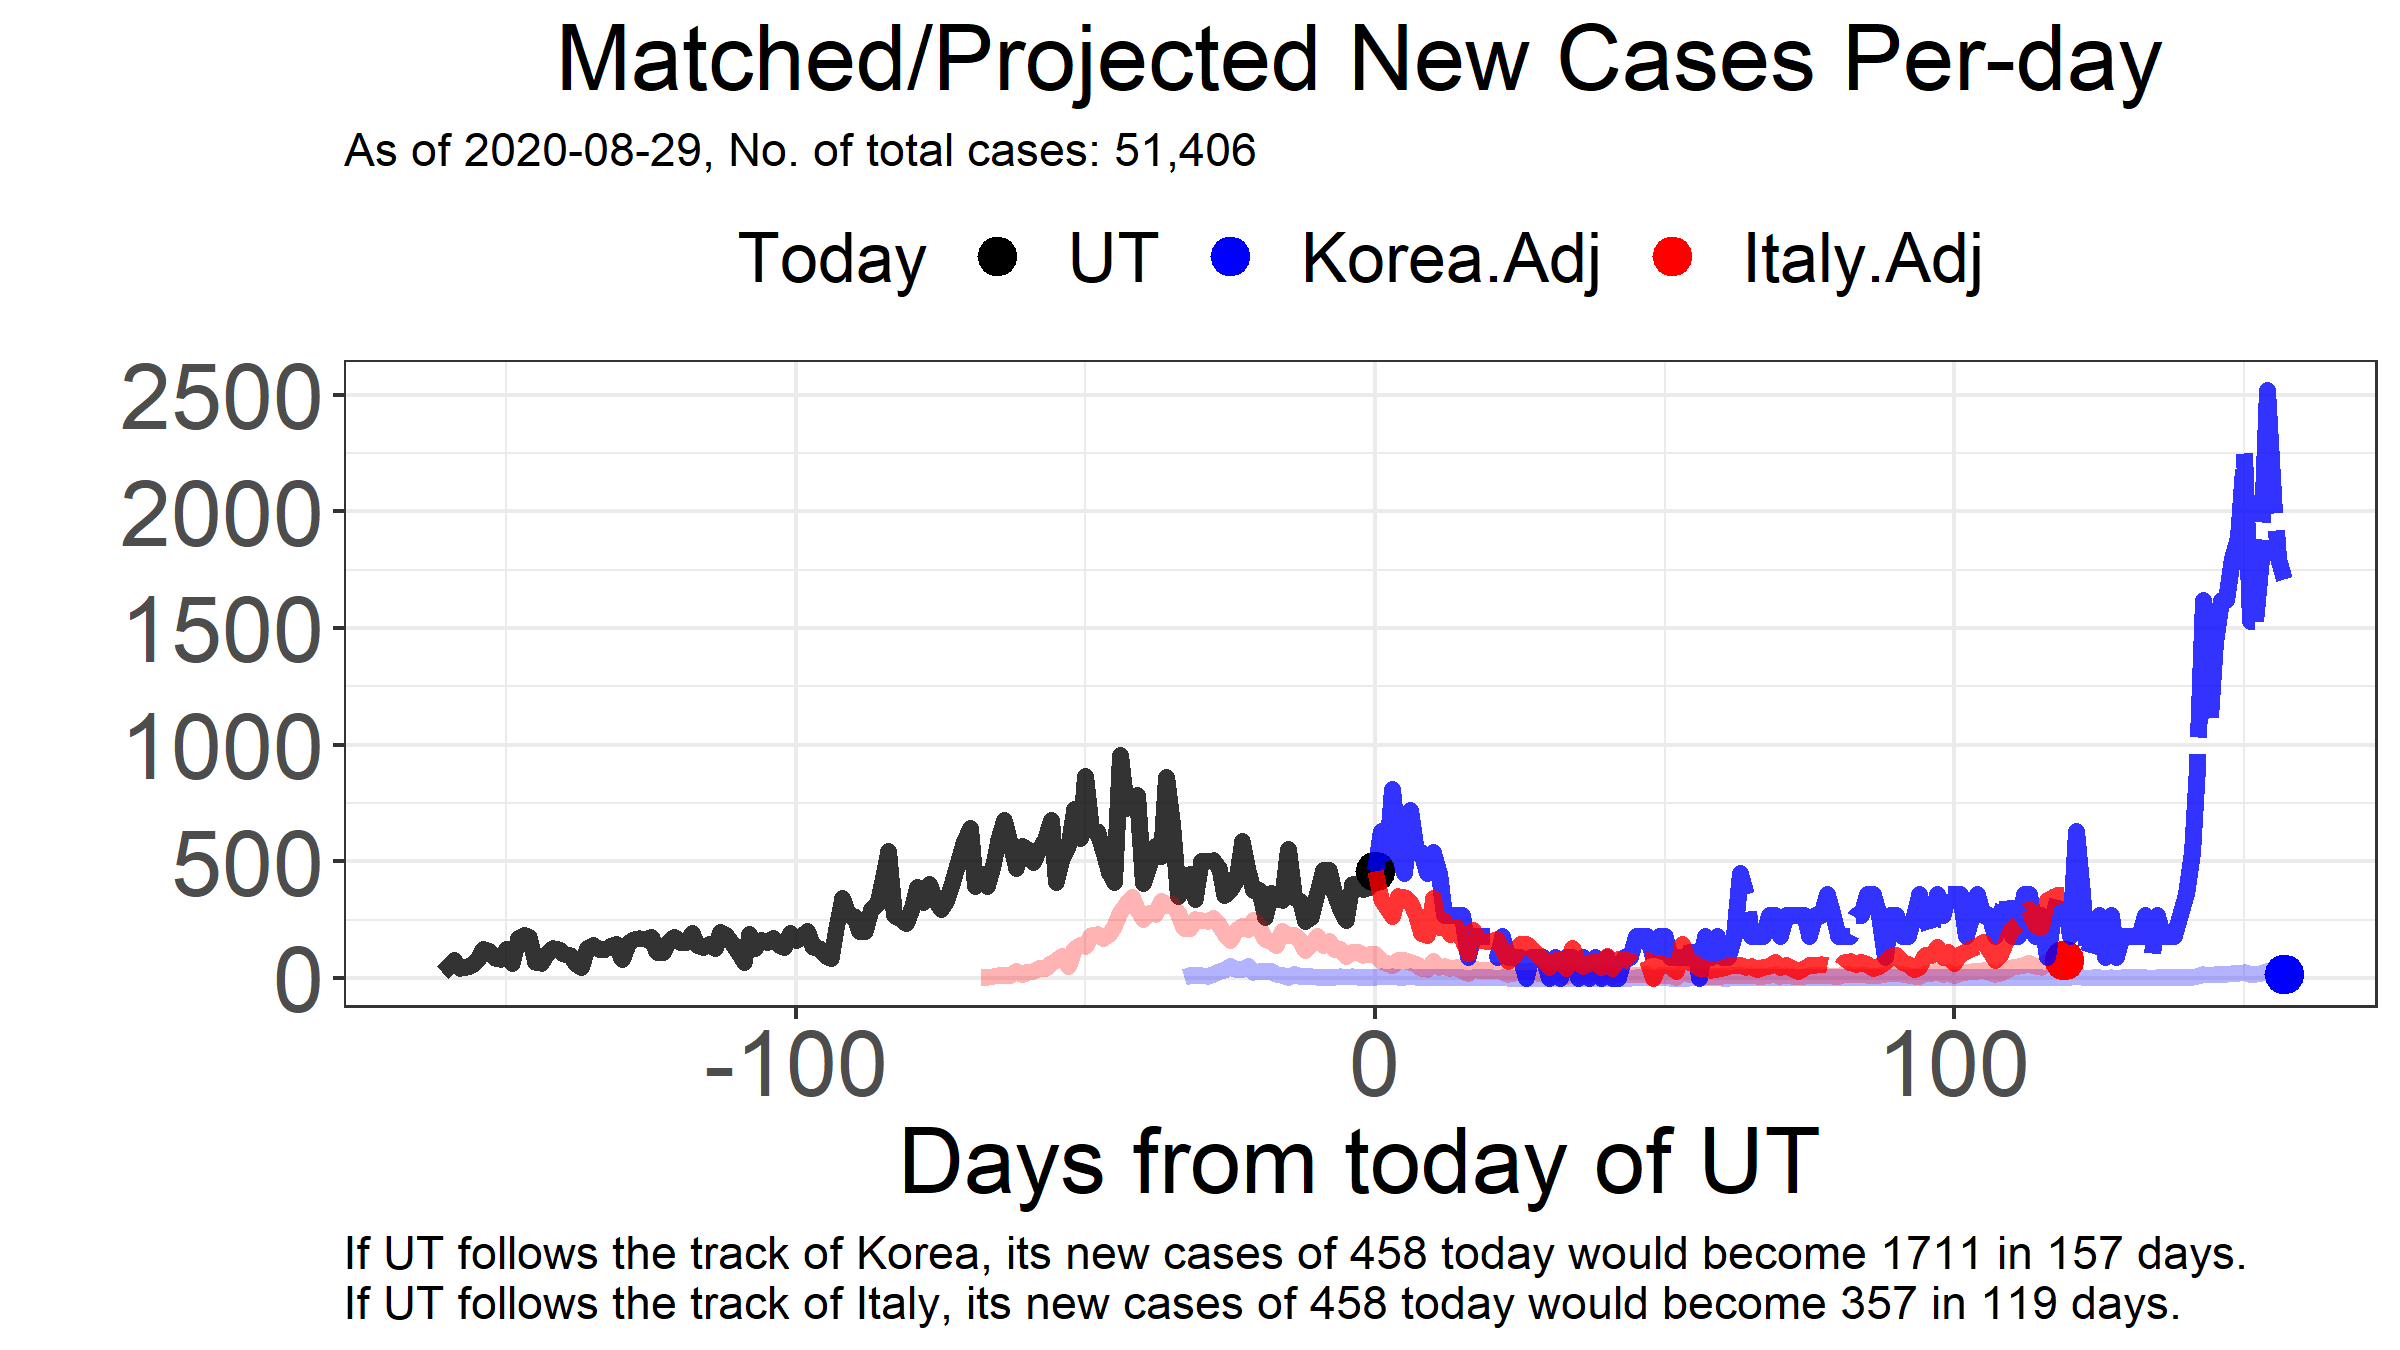 Matched/Projected New Cases Per-day
As of 2020-08-29, No. of total cases: 51,406
Today UT Korea.Adj Italy.Adj
2500
2000
1500
1000
500
0
-100 0 100
Days from today of UT
If UT follows the track of Korea, its new cases of 458 today would become 1711 in 157 days.
If UT follows the track of Italy, its new cases of 458 today would become 357 in 119 days.